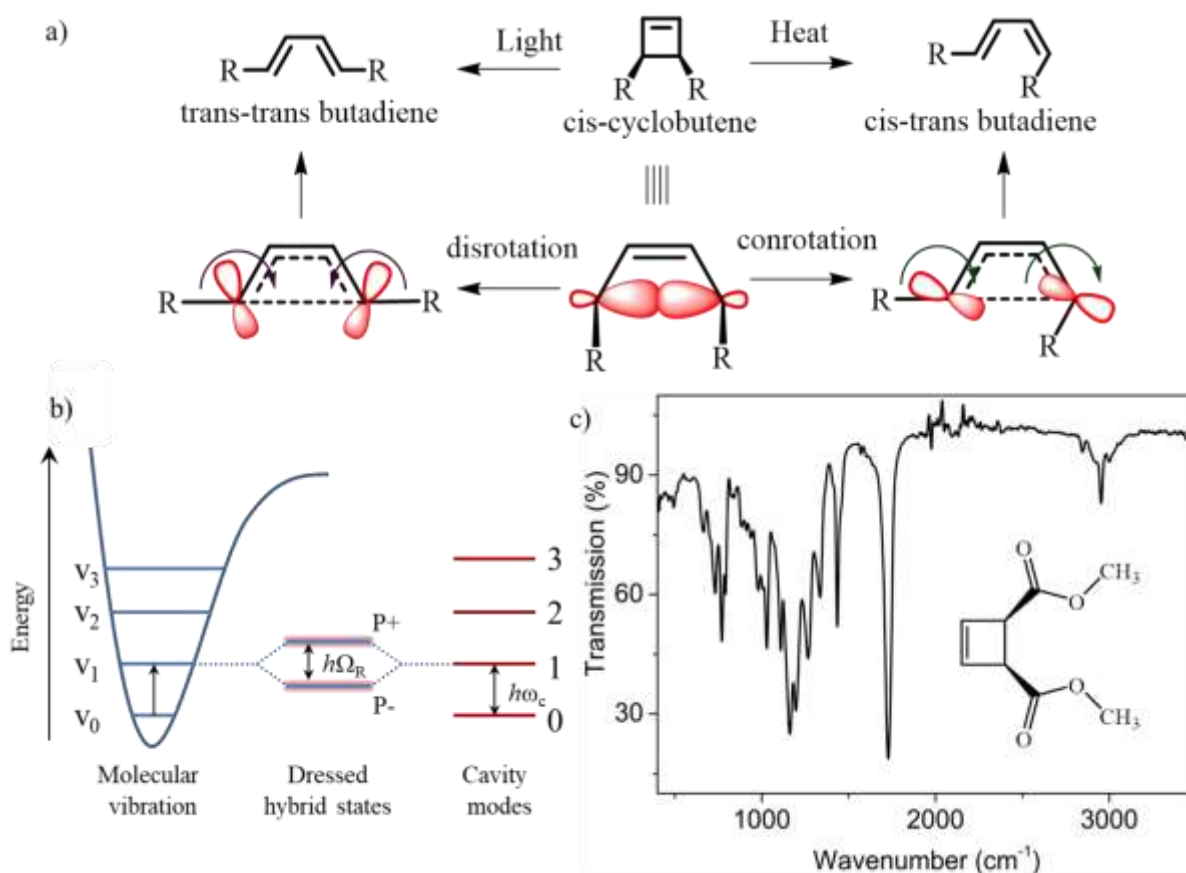 a)
Light
Heat
R
R
R
R
R
R
trans-trans butadiene
cis-cyclobutene
cis-trans butadiene
disrotation
conrotation
R
R
R
R
R
R
b)
Energy
v3
v2
v1
v0
P+
hΩR
P-
3
2
1
hωc
0
Molecular
vibration
Dressed
hybrid states
Cavity
modes
c)
Transmission (%)
90
60
30
O
CH3
O
O
CH3
O
1000
2000
3000
Wavenumber (cm-1)